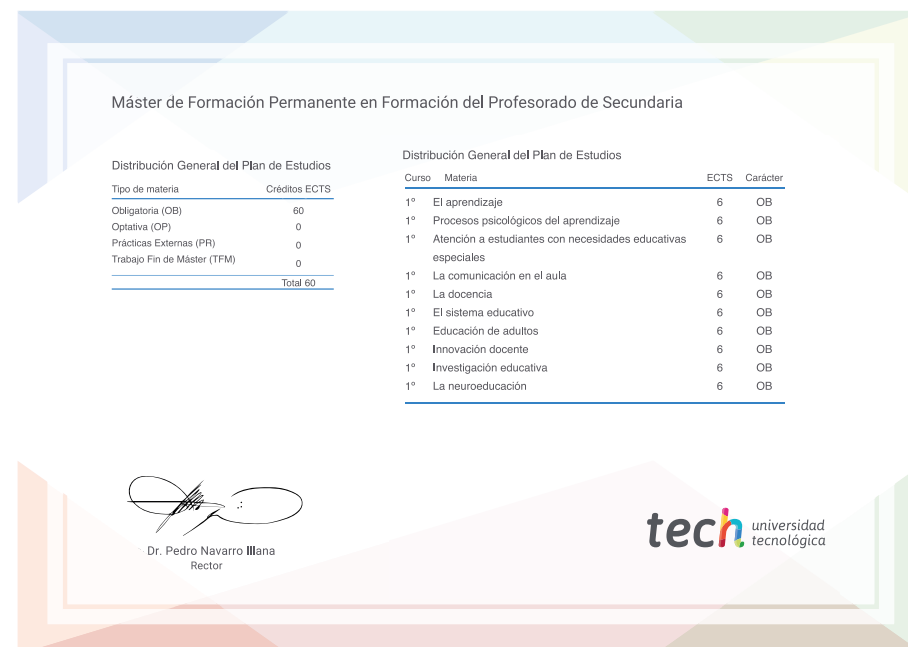 Máster de Formación Permanente en Formación del Profesorado de Secundaria
Distribución General del Plan de Estudios
Tipo de materia Créditos ECTS
Obligatoria (OB) 60
Optativa (OP) 0
Prácticas Externas (PR) 0
Trabajo Fin de Máster (TFM) 0
Total 60
Distribución General del Plan de Estudios
Curso Materia ECTS Carácter
1º El aprendizaje 6 OB
1º Procesos psicológicos del aprendizaje 6 OB
1º Atención a estudiantes con necesidades educativas 6 OB
especiales
1º La comunicación en el aula 6 OB
1º La docencia 6 OB
1º El sistema educativo 6 OB
1º Educación de adultos 6 OB
1º Innovación docente 6 OB
1º Investigación educativa 6 OB
1º La neuroeducación 6 OB
Dr. Pedro Navarro Illana
Rector
tech universidad
tecnológica